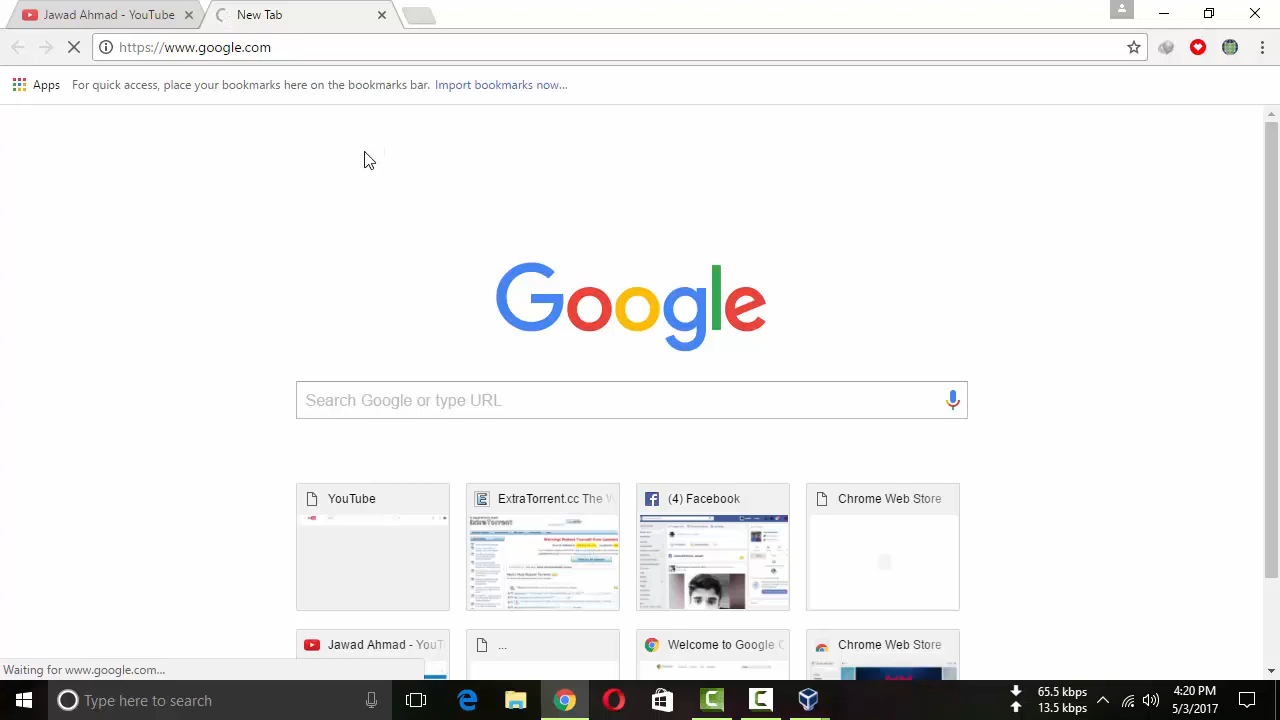 Jawad Ahmad - YouTube
New Tab
https://www.google.com
Apps For quick access, place your bookmarks here on the bookmarks bar. Import bookmarks now...
Google
Search Google or type URL
YouTube
ExtraTorrent.cc The W
(4) Facebook
Chrome Web Store
ExtraTorrent
Jawad Ahmad - YouT
...
Welcome to Google C
Chrome Web Store
Waiting for www.google.com...
Type here to search
65.5 kbps
13.5 kbps
4:20 PM
5/3/2017